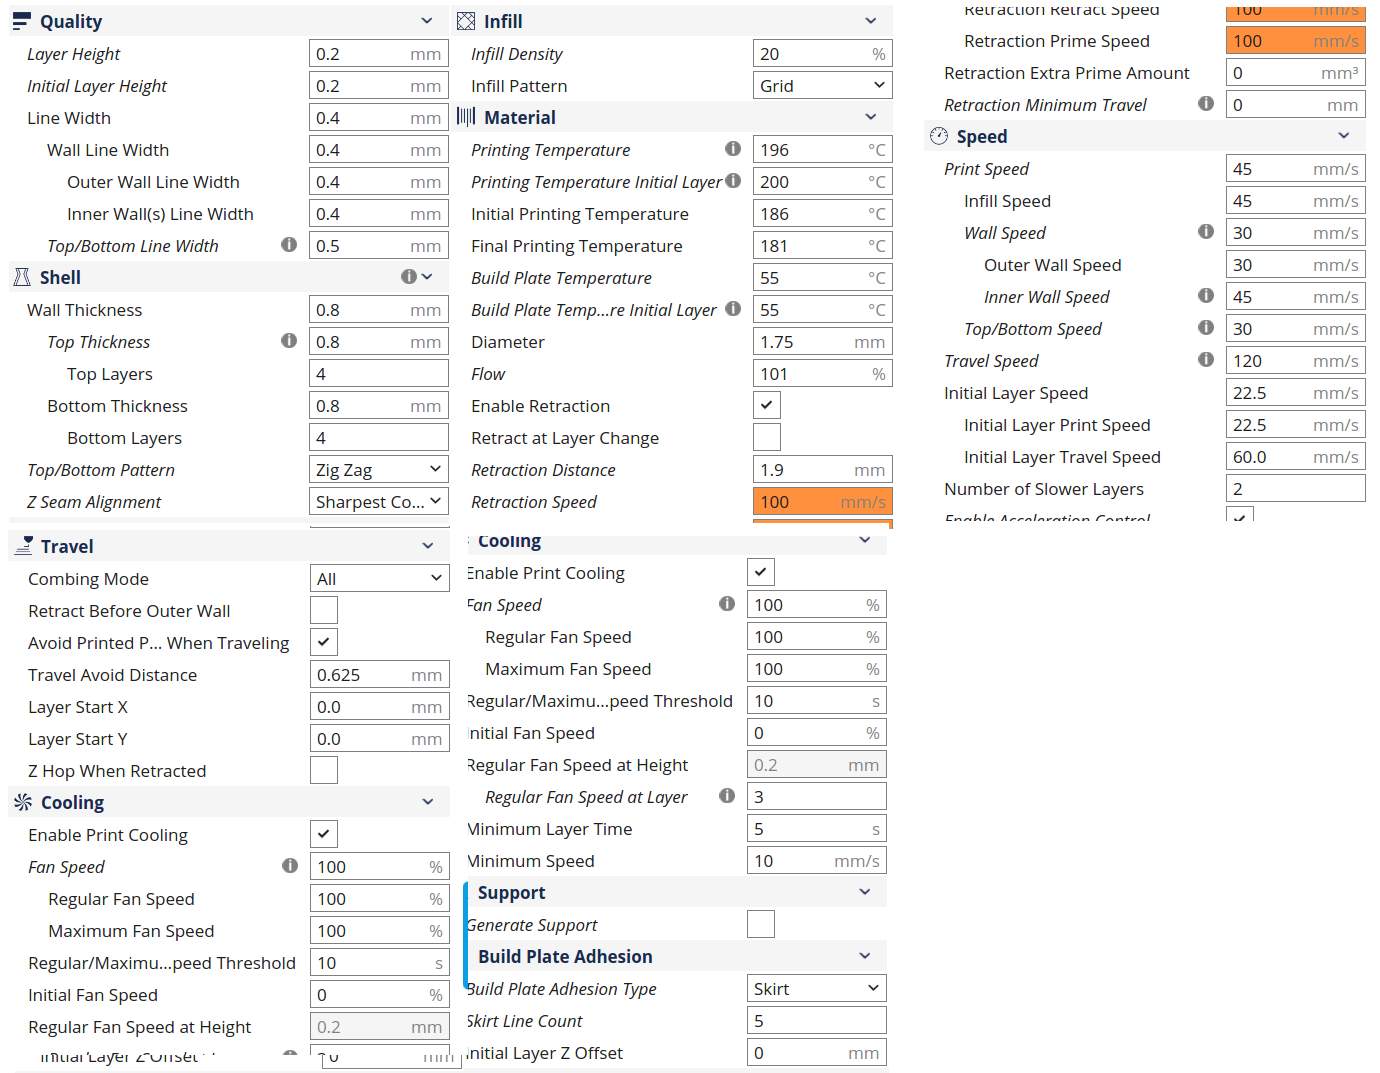 Quality
Layer Height 0.2 mm
Initial Layer Height 0.2 mm
Line Width 0.4 mm
Wall Line Width 0.4 mm
Outer Wall Line Width 0.4 mm
Inner Wall(s) Line Width 0.4 mm
Top/Bottom Line Width 0.5 mm
Shell
Wall Thickness 0.8 mm
Top Thickness 0.8 mm
Top Layers 4
Bottom Thickness 0.8 mm
Bottom Layers 4
Top/Bottom Pattern Zig Zag
Z Seam Alignment Sharpest Co...
Infill
Infill Density 20 %
Infill Pattern Grid
Material
Printing Temperature 196 °C
Printing Temperature Initial Layer 200 °C
Initial Printing Temperature 186 °C
Final Printing Temperature 181 °C
Build Plate Temperature 55 °C
Build Plate Temp...re Initial Layer 55 °C
Diameter 1.75 mm
Flow 101 %
Enable Retraction
Retract at Layer Change
Retraction Distance 1.9 mm
Retraction Speed 100 mm/s
Retraction Retract Speed 100 mm/s
Retraction Prime Speed 100 mm/s
Retraction Extra Prime Amount 0 mm³
Retraction Minimum Travel 0 mm
Speed
Print Speed 45 mm/s
Infill Speed 45 mm/s
Wall Speed 30 mm/s
Outer Wall Speed 30 mm/s
Inner Wall Speed 45 mm/s
Top/Bottom Speed 30 mm/s
Travel Speed 120 mm/s
Initial Layer Speed 22.5 mm/s
Initial Layer Print Speed 22.5 mm/s
Initial Layer Travel Speed 60.0 mm/s
Number of Slower Layers 2
Enable Acceleration Control
Travel
Combing Mode All
Retract Before Outer Wall
Avoid Printed P... When Traveling
Travel Avoid Distance 0.625 mm
Layer Start X 0.0 mm
Layer Start Y 0.0 mm
Z Hop When Retracted
Cooling
Enable Print Cooling
Fan Speed 100 %
Regular Fan Speed 100 %
Maximum Fan Speed 100 %
Regular/Maximu...peed Threshold 10 s
Initial Fan Speed 0 %
Regular Fan Speed at Height 0.2 mm
Initial Layer Z Offset mm
Cooling
Enable Print Cooling
Fan Speed 100 %
Regular Fan Speed 100 %
Maximum Fan Speed 100 %
Regular/Maximu...peed Threshold 10 s
Initial Fan Speed 0 %
Regular Fan Speed at Height 0.2 mm
Regular Fan Speed at Layer 3
Minimum Layer Time 5 s
Minimum Speed 10 mm/s
Support
Generate Support
Build Plate Adhesion
Build Plate Adhesion Type Skirt
Skirt Line Count 5
Initial Layer Z Offset 0 mm